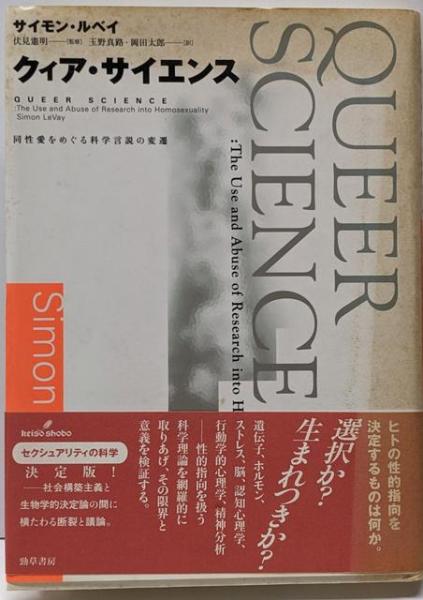 サイモン・ルベイ
伏見憲明──[監修] 玉野真路・岡田太郎──[訳]
クィア・サイエンス
QUEER SCIENCE
:The Use and Abuse of Research into Homosexuality
Simon LeVay
同性愛をめぐる科学言説の変遷
QUEER
SCIENCE
:The Use and Abuse of Research into H
Simon
ヒトの性的指向を
決定するものは何か。
選択か?
生まれつきか?
遺伝子、ホルモン、
ストレス、脳、認知心理学、
行動学的心理学、精神分析
──性的指向を扱う
科学理論を網羅的に
取りあげ、その限界と
意義を検証する。
keiso shobo
セクシュアリティの科学
決定版!
──社会構築主義と
生物学的決定論の間に
横たわる断裂と議論。
勁草書房